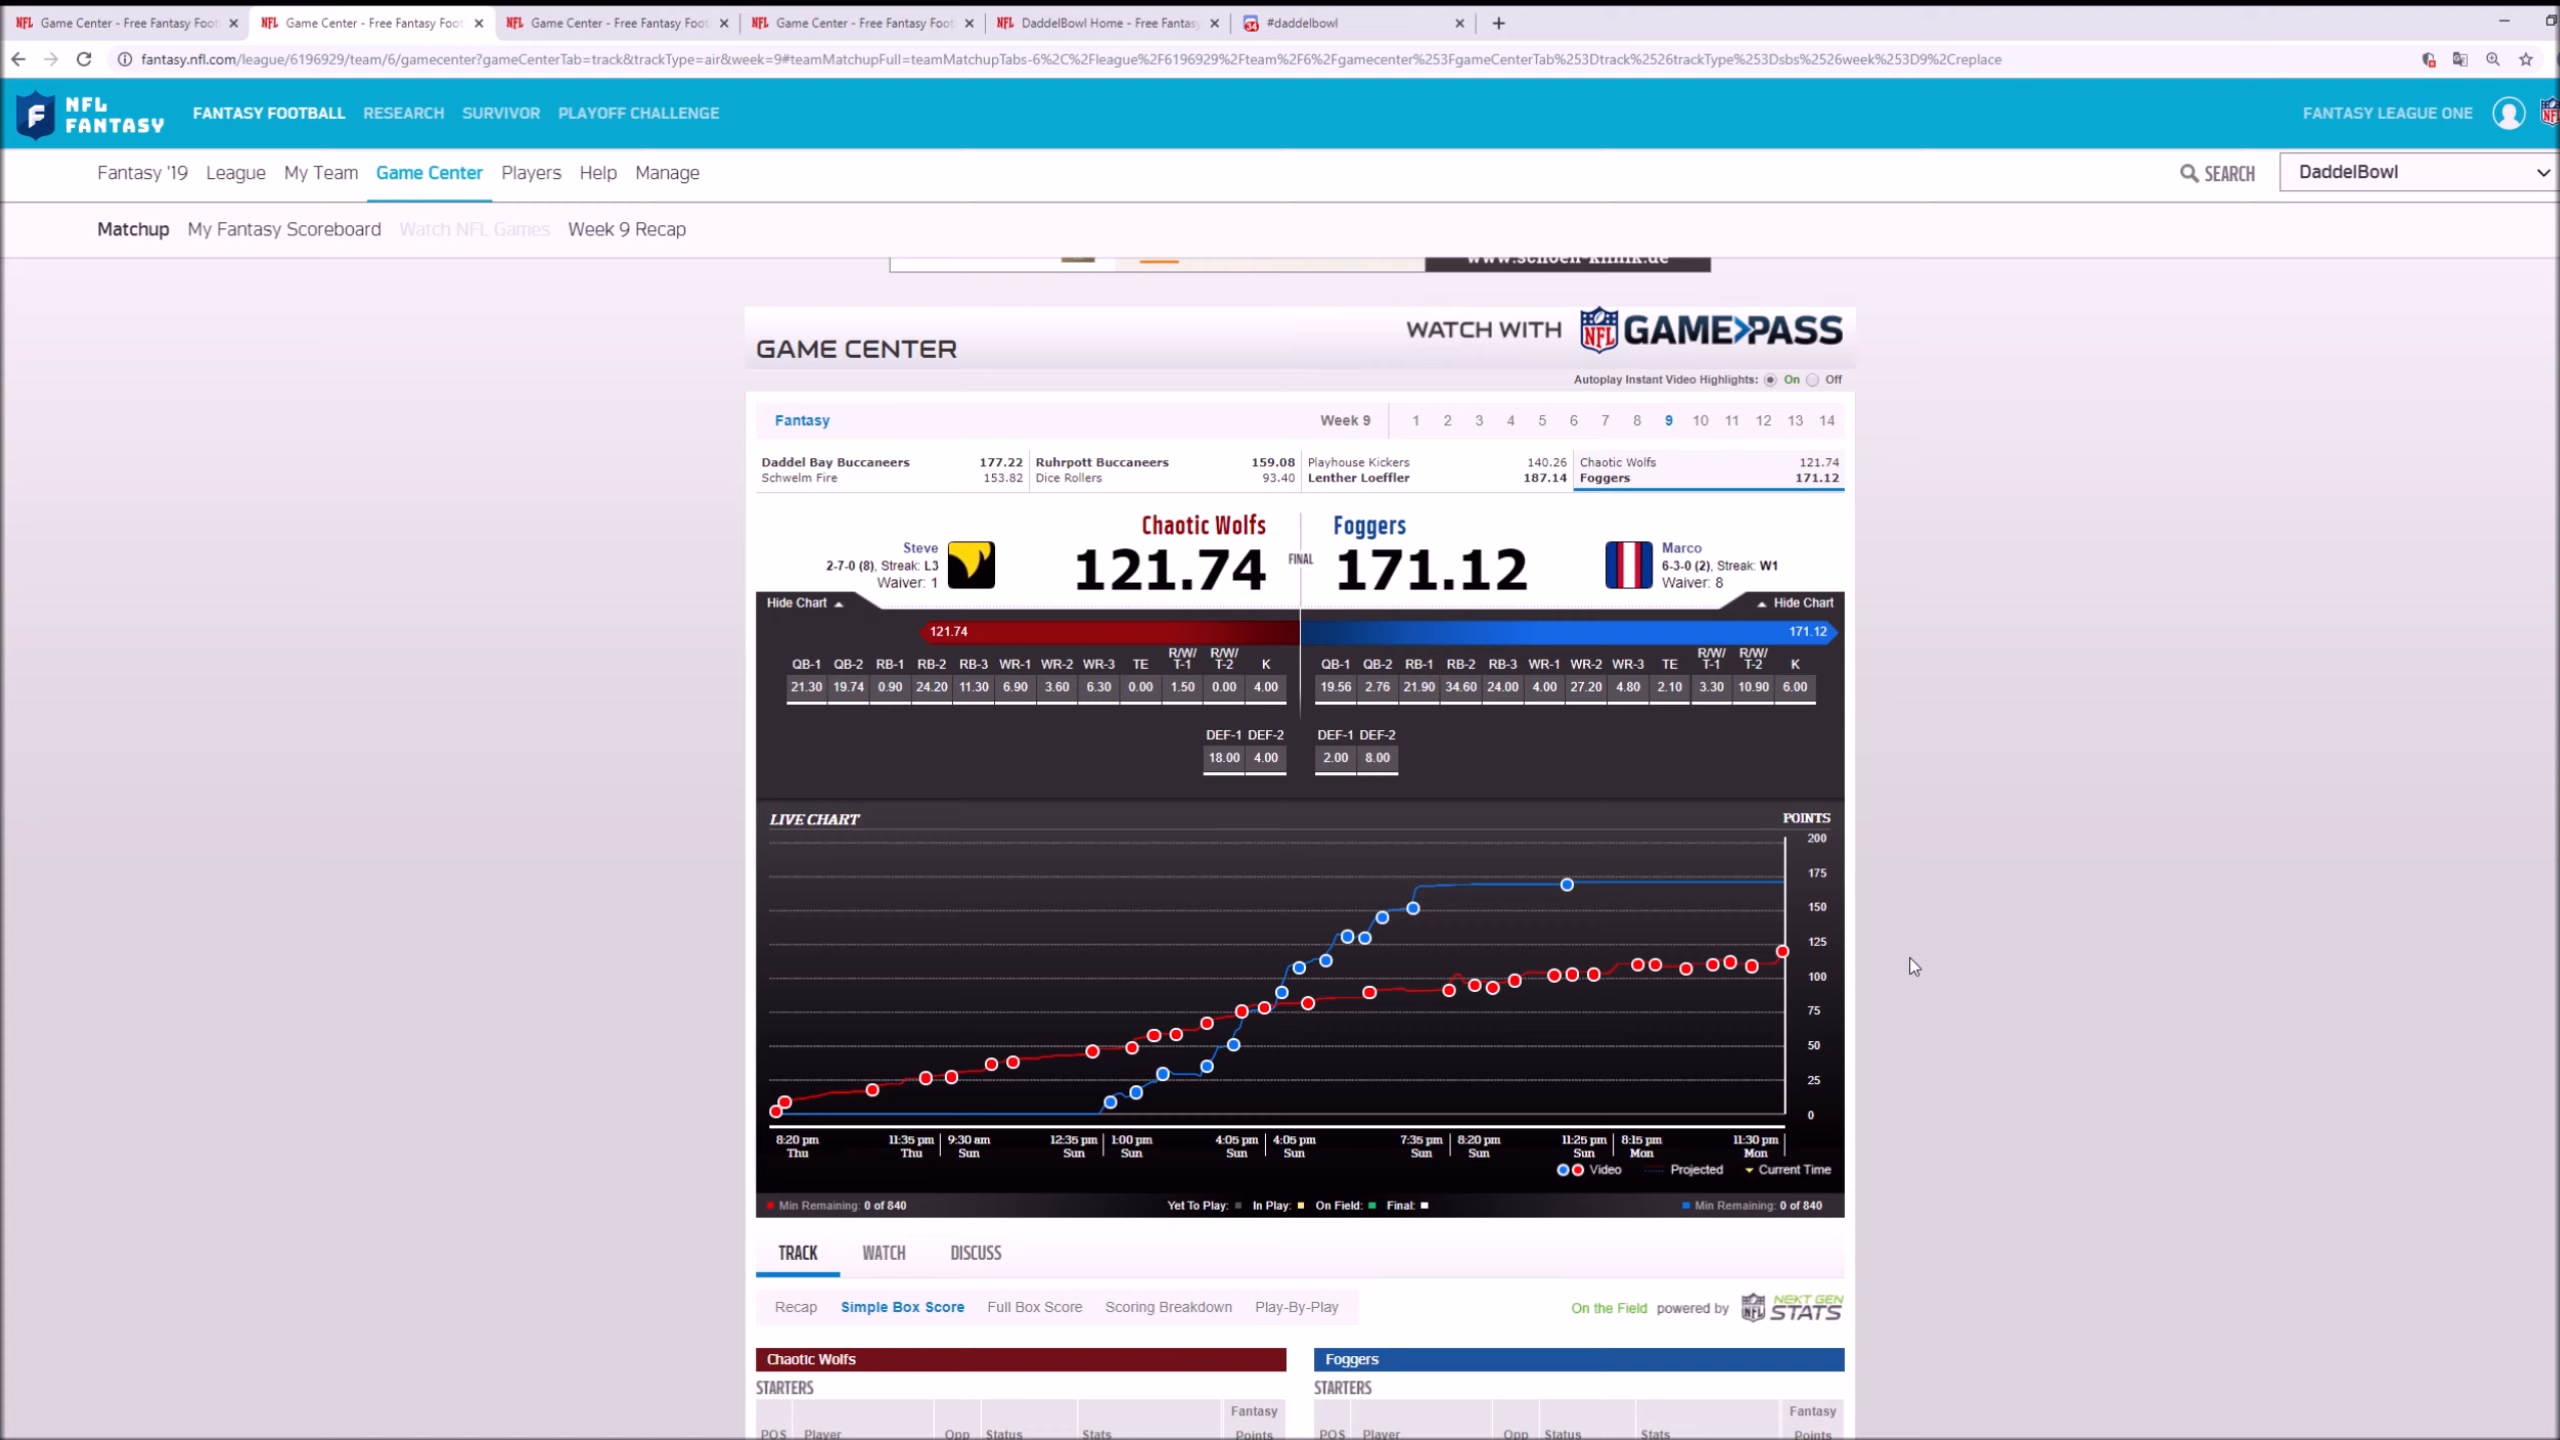 Game Center - Free Fantasy Foot
Game Center - Free Fantasy Foot
Game Center - Free Fantasy Foot
Game Center - Free Fantasy Foot
DaddelBowl Home - Free Fantasy
#daddelbowl
fantasy.nfl.com/league/6196929/team/6/gamecenter?gameCenterTab=track&trackType=air&week=9#teamMatchupFull=teamMatchupTabs-6%2C%2Fleague%2F6196929%2Fteam%2F6%2Fgamecenter%253FgameCenterTab%253Dtrack%2526trackType%253Dsbs%2526week%253D9%2Creplace
NFL FANTASY
FANTASY FOOTBALL RESEARCH SURVIVOR PLAYOFF CHALLENGE
FANTASY LEAGUE ONE
Fantasy '19 League My Team Game Center Players Help Manage
SEARCH DaddelBowl
Matchup My Fantasy Scoreboard Watch NFL Games Week 9 Recap
www.schoen-klinik.de
GAME CENTER
WATCH WITH NFL GAMEPASS
Autoplay Instant Video Highlights: On Off
Fantasy Week 9 1 2 3 4 5 6 7 8 9 10 11 12 13 14
Daddel Bay Buccaneers 177.22 Ruhrpott Buccaneers 159.08 Playhouse Kickers 140.26 Chaotic Wolfs 121.74
Schwelm Fire 153.82 Dice Rollers 93.40 Lenther Loeffler 187.14 Foggers 171.12
Chaotic Wolfs Foggers
Steve Marco
121.74 FINAL 171.12
2-7-0 (8), Streak: L3 6-3-0 (2), Streak: W1
Waiver: 1 Waiver: 8
Hide Chart Hide Chart
121.74 171.12
QB-1 QB-2 RB-1 RB-2 RB-3 WR-1 WR-2 WR-3 TE R/W/T-1 R/W/T-2 K
QB-1 QB-2 RB-1 RB-2 RB-3 WR-1 WR-2 WR-3 TE R/W/T-1 R/W/T-2 K
21.30 19.74 0.90 24.20 11.30 6.90 3.60 6.30 0.00 1.50 0.00 4.00
19.56 2.76 21.90 34.60 24.00 4.00 27.20 4.80 2.10 3.30 10.90 6.00
DEF-1 DEF-2 DEF-1 DEF-2
18.00 4.00 2.00 8.00
LIVE CHART POINTS
200
175
150
125
100
75
50
25
0
8:20 pm 11:35 pm 9:30 am 12:35 pm 1:00 pm 4:05 pm 4:05 pm 7:35 pm 8:20 pm 11:25 pm 8:15 pm 11:30 pm
Thu Thu Sun Sun Sun Sun Sun Sun Sun Sun Mon Mon
Video Projected Current Time
Min Remaining: 0 of 840 Yet To Play: In Play: On Field: Final: Min Remaining: 0 of 840
TRACK WATCH DISCUSS
Recap Simple Box Score Full Box Score Scoring Breakdown Play-By-Play
On the Field powered by NFL NEXT GEN STATS
Chaotic Wolfs Foggers
STARTERS STARTERS
POS Player Opp Status Stats Fantasy Points
POS Player Opp Status Stats Fantasy Points